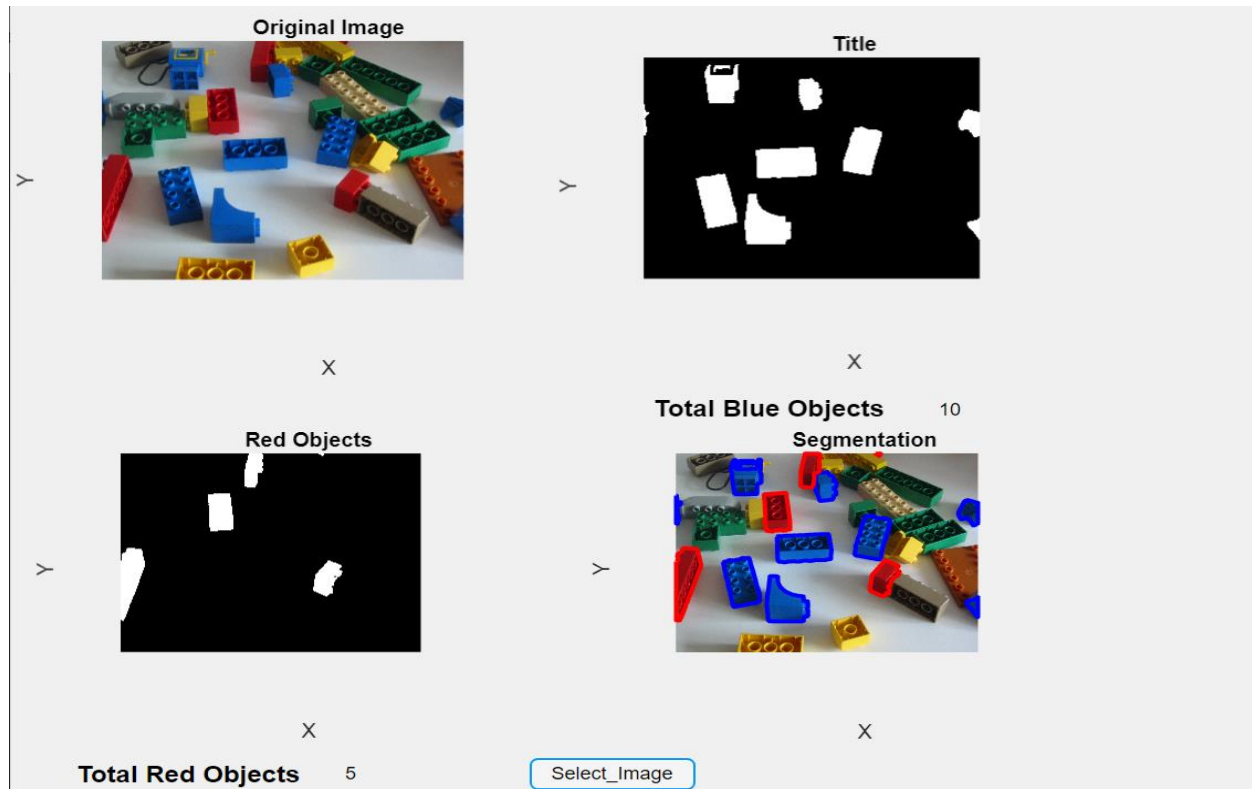 Original Image
Title
Y
Y
X
X
Total Blue Objects 10
Red Objects
Segmentation
Y
Y
X
X
Total Red Objects 5
Select_Image